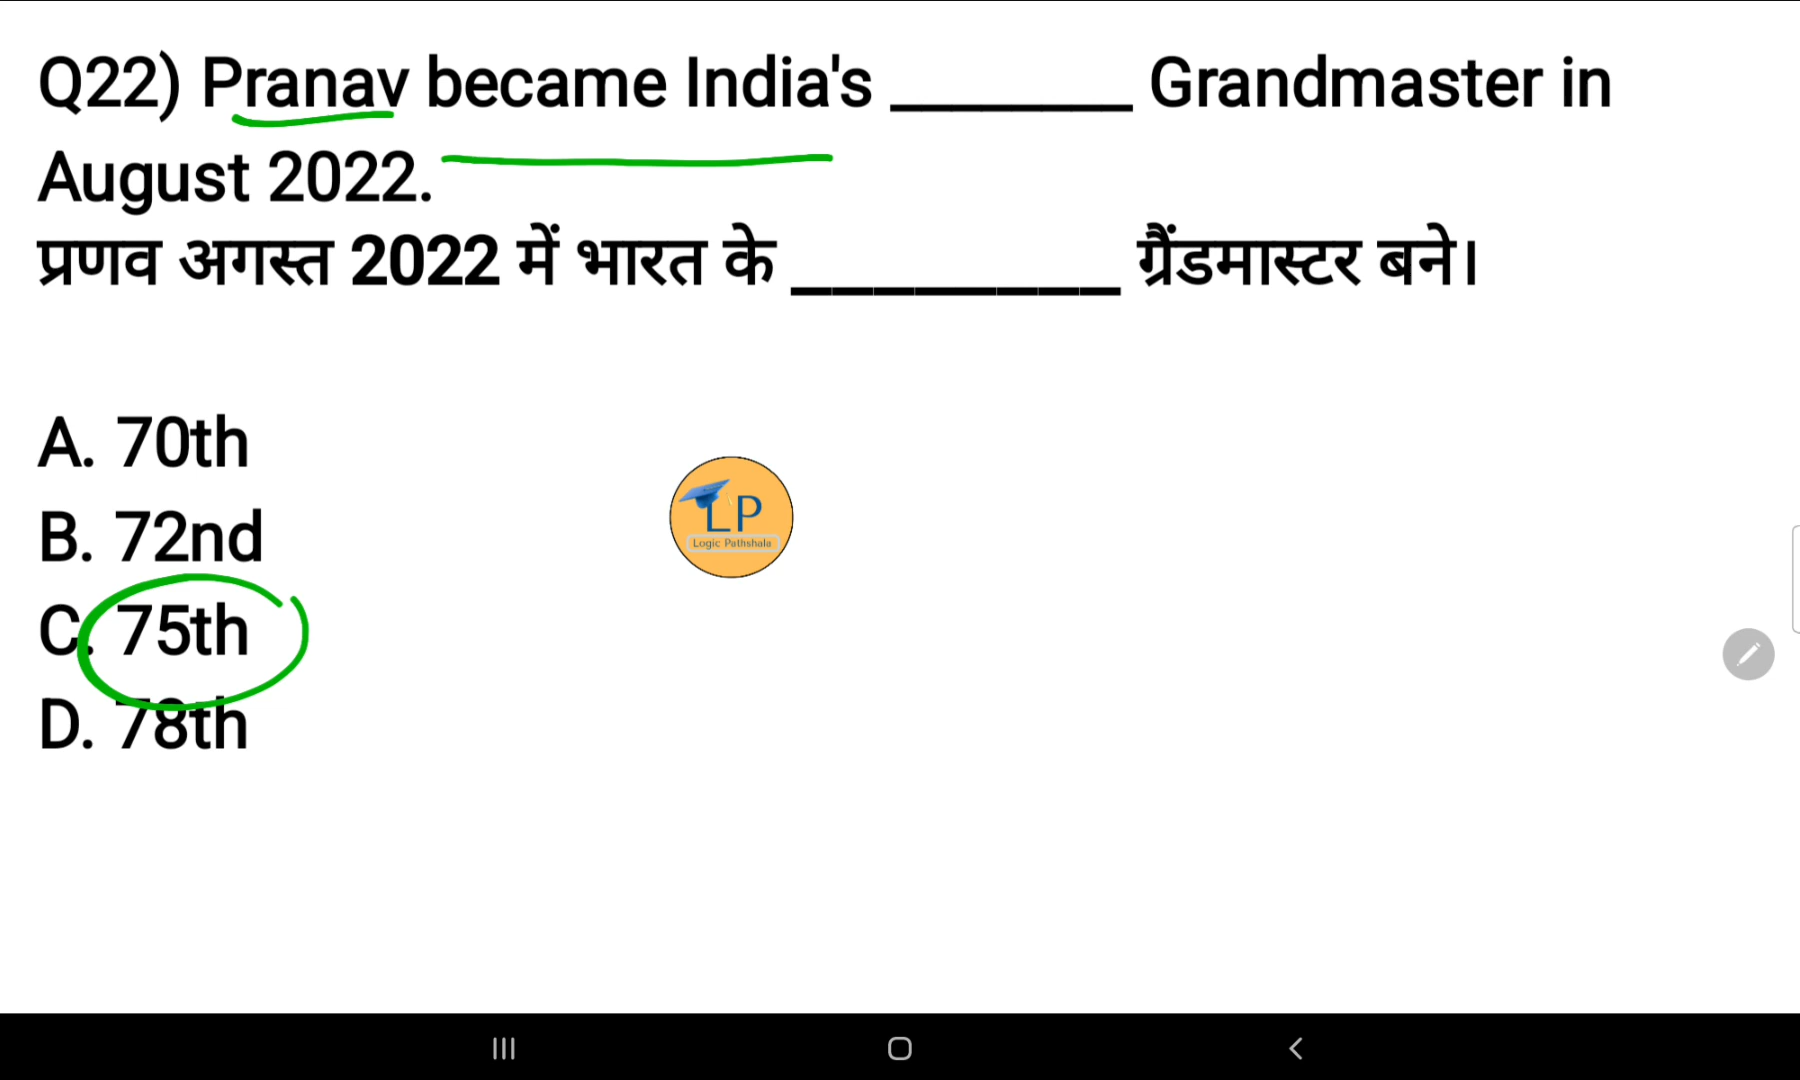 Q22) Pranav became India's _______ Grandmaster in
August 2022.
प्रणव अगस्त 2022 में भारत के ________ ग्रैंडमास्टर बने।
A. 70th
B. 72nd
C. 75th
D. 78th
LP
Logic Pathshala